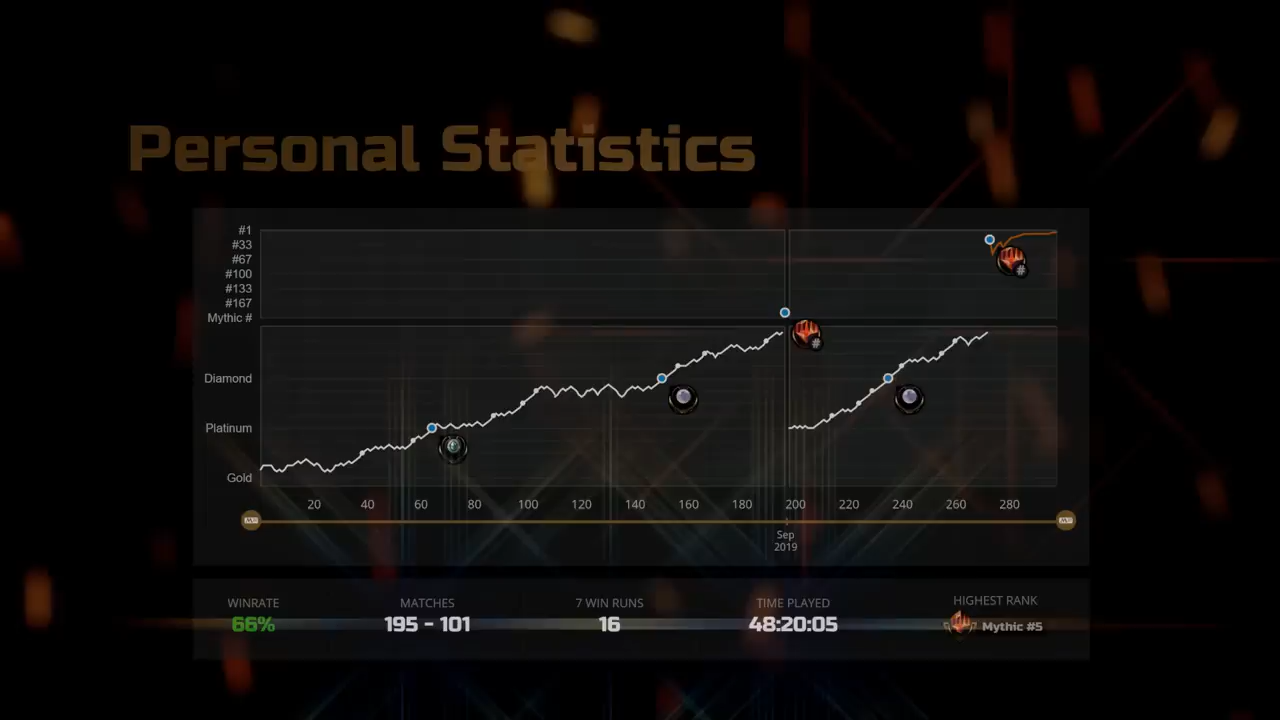 Personal Statistics
#1
#33
#67
#100
#133
#167
Mythic #
Diamond
Platinum
Gold
20 40 60 80 100 120 140 160 180 200 220 240 260 280
Sep
2019
WINRATE MATCHES 7 WIN RUNS TIME PLAYED HIGHEST RANK
66% 195 - 101 16 48:20:05 Mythic #5